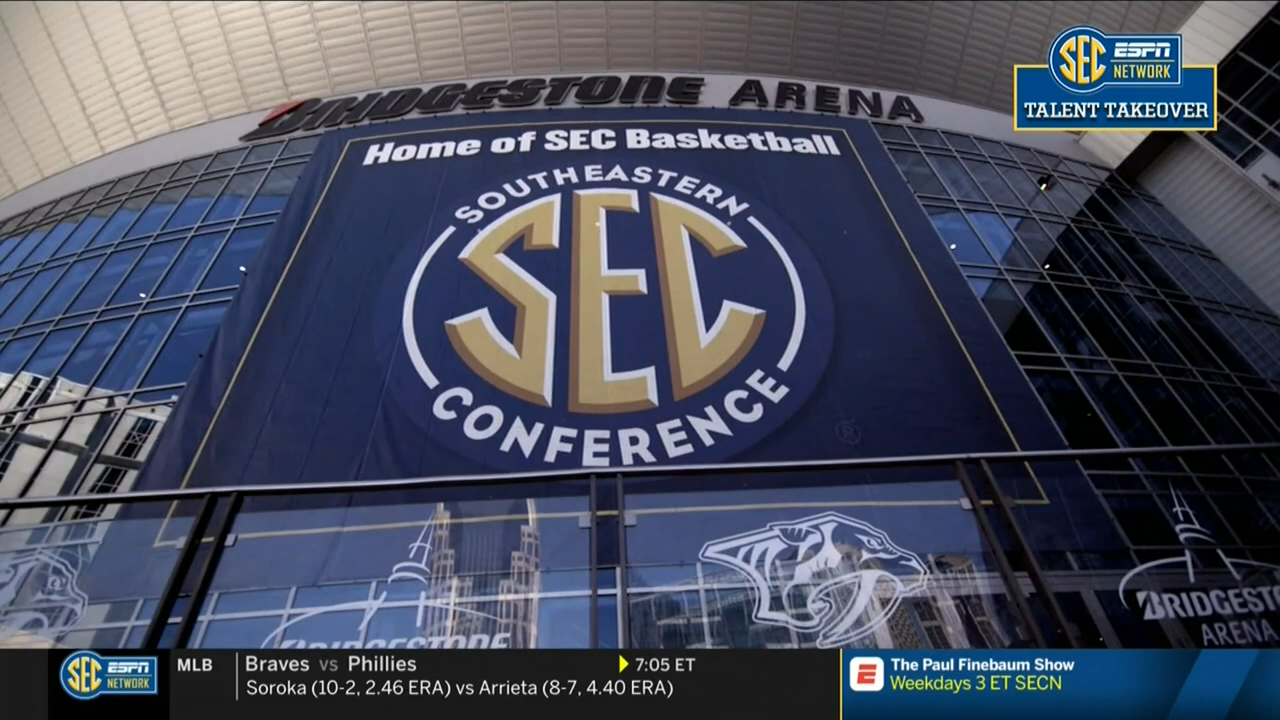 SEC ESPN
NETWORK
TALENT TAKEOVER
BRIDGESTONE ARENA
Home of SEC Basketball
SOUTHEASTERN
SEC
CONFERENCE
®
BRIDGESTONE
BRIDGESTO
ARENA
SEC ESPN
NETWORK
MLB
Braves vs Phillies
7:05 ET
Soroka (10-2, 2.46 ERA) vs Arrieta (8-7, 4.40 ERA)
E
The Paul Finebaum Show
Weekdays 3 ET SECN